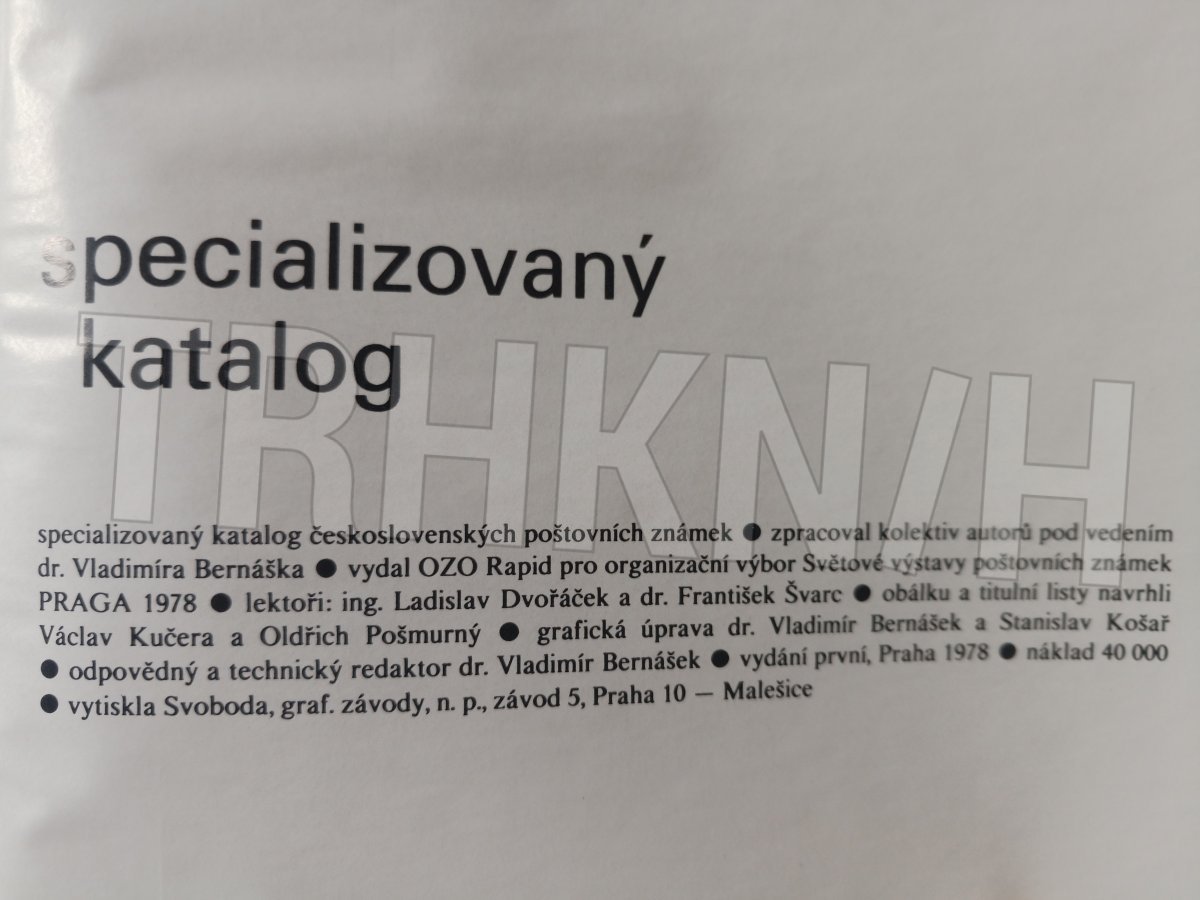 specializovaný
katalog
TRHKN/H
specializovaný katalog československých poštovních známek ● zpracoval kolektiv autorů pod vedením
dr. Vladimíra Bernáška ● vydal OZO Rapid pro organizační výbor Světové výstavy poštovních známek
PRAGA 1978 ● lektoři: ing. Ladislav Dvořáček a dr. František Švarc ● obálku a titulní listy navrhli
Václav Kučera a Oldřich Pošmurný ● grafická úprava dr. Vladimír Bernášek a Stanislav Košař
● odpovědný a technický redaktor dr. Vladimír Bernášek ● vydání první, Praha 1978 ● náklad 40 000
● vytiskla Svoboda, graf. závody, n. p., závod 5, Praha 10 — Malešice